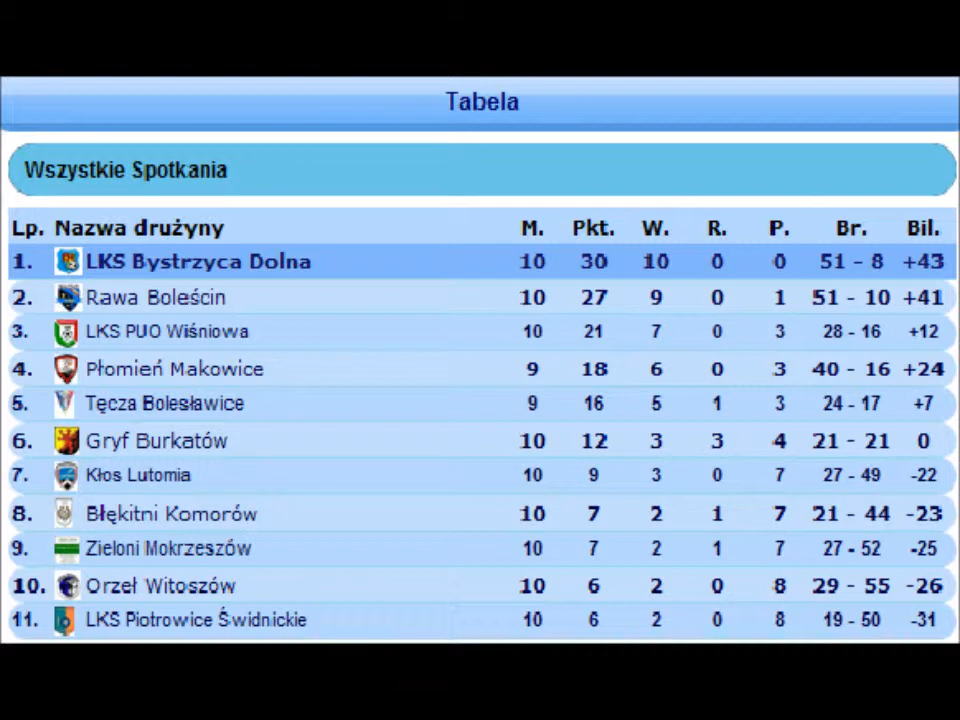 Tabela
Wszystkie Spotkania
Lp. Nazwa drużyny M. Pkt. W. R. P. Br. Bil.
1. LKS Bystrzyca Dolna 10 30 10 0 0 51 - 8 +43
2. Rawa Boleścin 10 27 9 0 1 51 - 10 +41
3. LKS PUO Wiśniowa 10 21 7 0 3 28 - 16 +12
4. Płomień Makowice 9 18 6 0 3 40 - 16 +24
5. Tęcza Bolesławice 9 16 5 1 3 24 - 17 +7
6. Gryf Burkatów 10 12 3 3 4 21 - 21 0
7. Kłos Lutomia 10 9 3 0 7 27 - 49 -22
8. Błękitni Komorów 10 7 2 1 7 21 - 44 -23
9. Zieloni Mokrzeszów 10 7 2 1 7 27 - 52 -25
10. Orzeł Witoszów 10 6 2 0 8 29 - 55 -26
11. LKS Piotrowice Świdnickie 10 6 2 0 8 19 - 50 -31